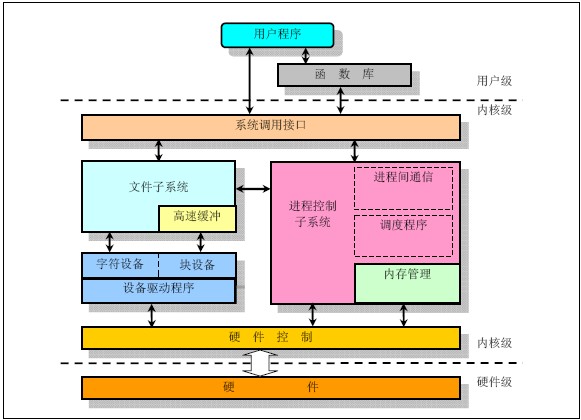 用户程序
函 数 库
用户级
内核级
系统调用接口
文件子系统
高速缓冲
进程控制
子系统
进程间通信
调度程序
内存管理
字符设备
块设备
设备驱动程序
硬 件 控 制
内核级
硬件级
硬 件